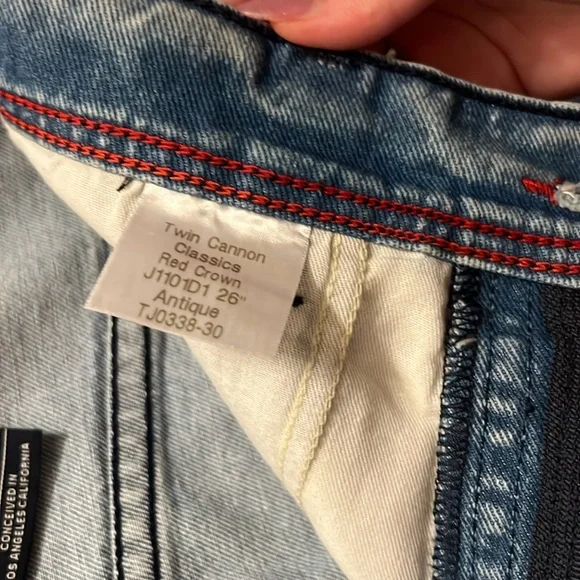 Twin Cannon
Classics
Red Crown
J1101D1 26"
Antique
TJ0338-30
CONCEIVED IN
LOS ANGELES CALIFORNIA